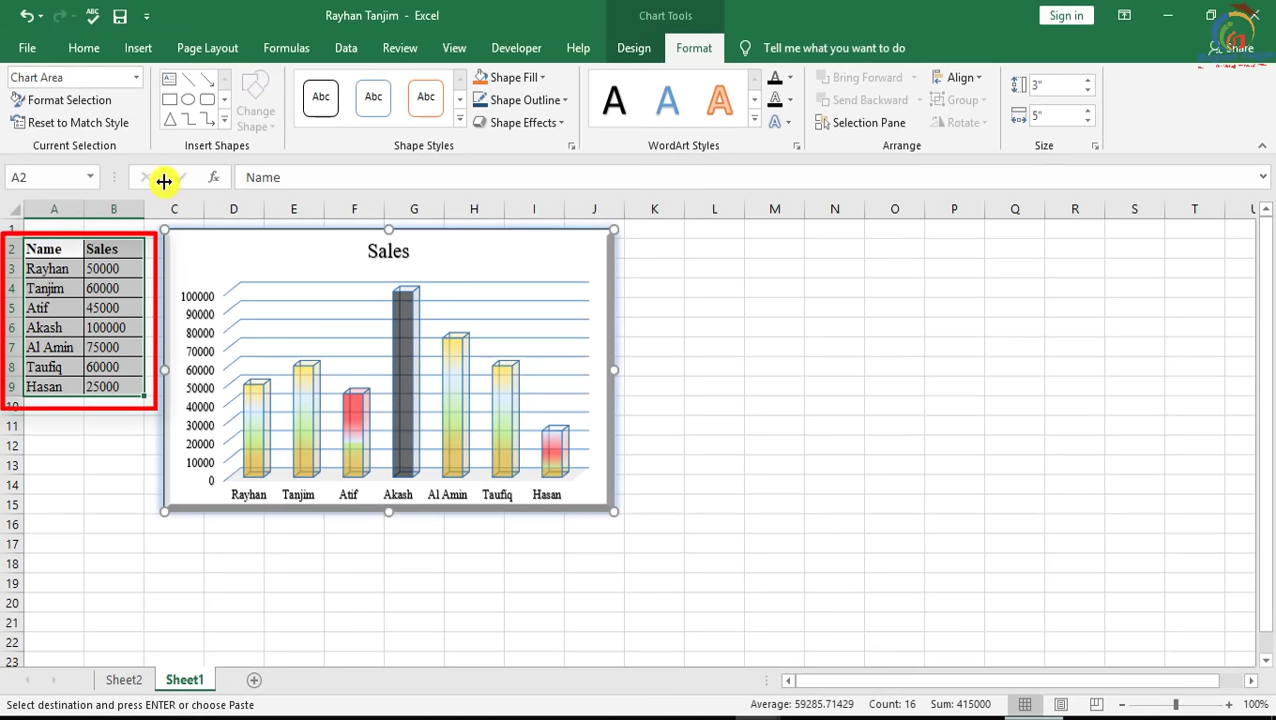 Rayhan Tanjim - Excel
Chart Tools
Sign in
File Home Insert Page Layout Formulas Data Review View Developer Help Design Format Tell me what you want to do Share
Chart Area
Format Selection
Reset to Match Style
Current Selection
Change
Shape
Insert Shapes
Abc Abc Abc
Shape Fill
Shape Outline
Shape Effects
Shape Styles
A A A
A
A
A
WordArt Styles
Bring Forward
Send Backward
Selection Pane
Align
Group
Rotate
Arrange
3"
5"
Size
A2 fx Name
A B C D E F G H I J K L M N O P Q R S T U
1
2 Name Sales
3 Rayhan 50000
4 Tanjim 60000
5 Atif 45000
6 Akash 100000
7 Al Amin 75000
8 Taufiq 60000
9 Hasan 25000
10
11
12
13
14
15
16
17
18
19
20
21
22
23
Sales
100000
90000
80000
70000
60000
50000
40000
30000
20000
10000
0
Rayhan Tanjim Atif Akash Al Amin Taufiq Hasan
Sheet2 Sheet1
Select destination and press ENTER or choose Paste Average: 59285.71429 Count: 16 Sum: 415000 100%